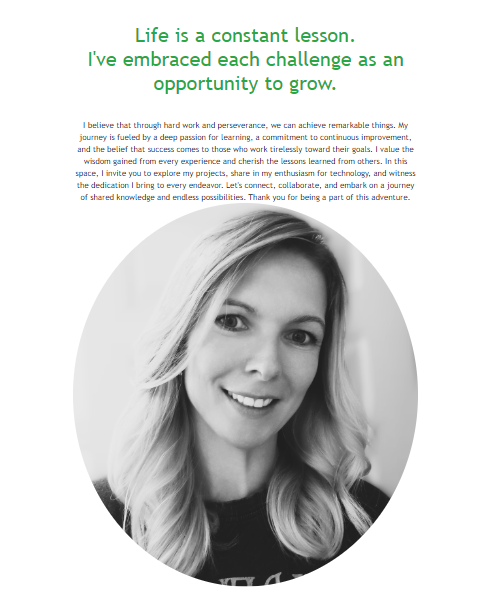 Life is a constant lesson.
I've embraced each challenge as an
opportunity to grow.
I believe that through hard work and perseverance, we can achieve remarkable things. My
journey is fueled by a deep passion for learning, a commitment to continuous improvement,
and the belief that success comes to those who work tirelessly toward their goals. I value the
wisdom gained from every experience and cherish the lessons learned from others. In this
space, I invite you to explore my projects, share in my enthusiasm for technology, and witness
the dedication I bring to every endeavor. Let's connect, collaborate, and embark on a journey
of shared knowledge and endless possibilities. Thank you for being a part of this adventure.